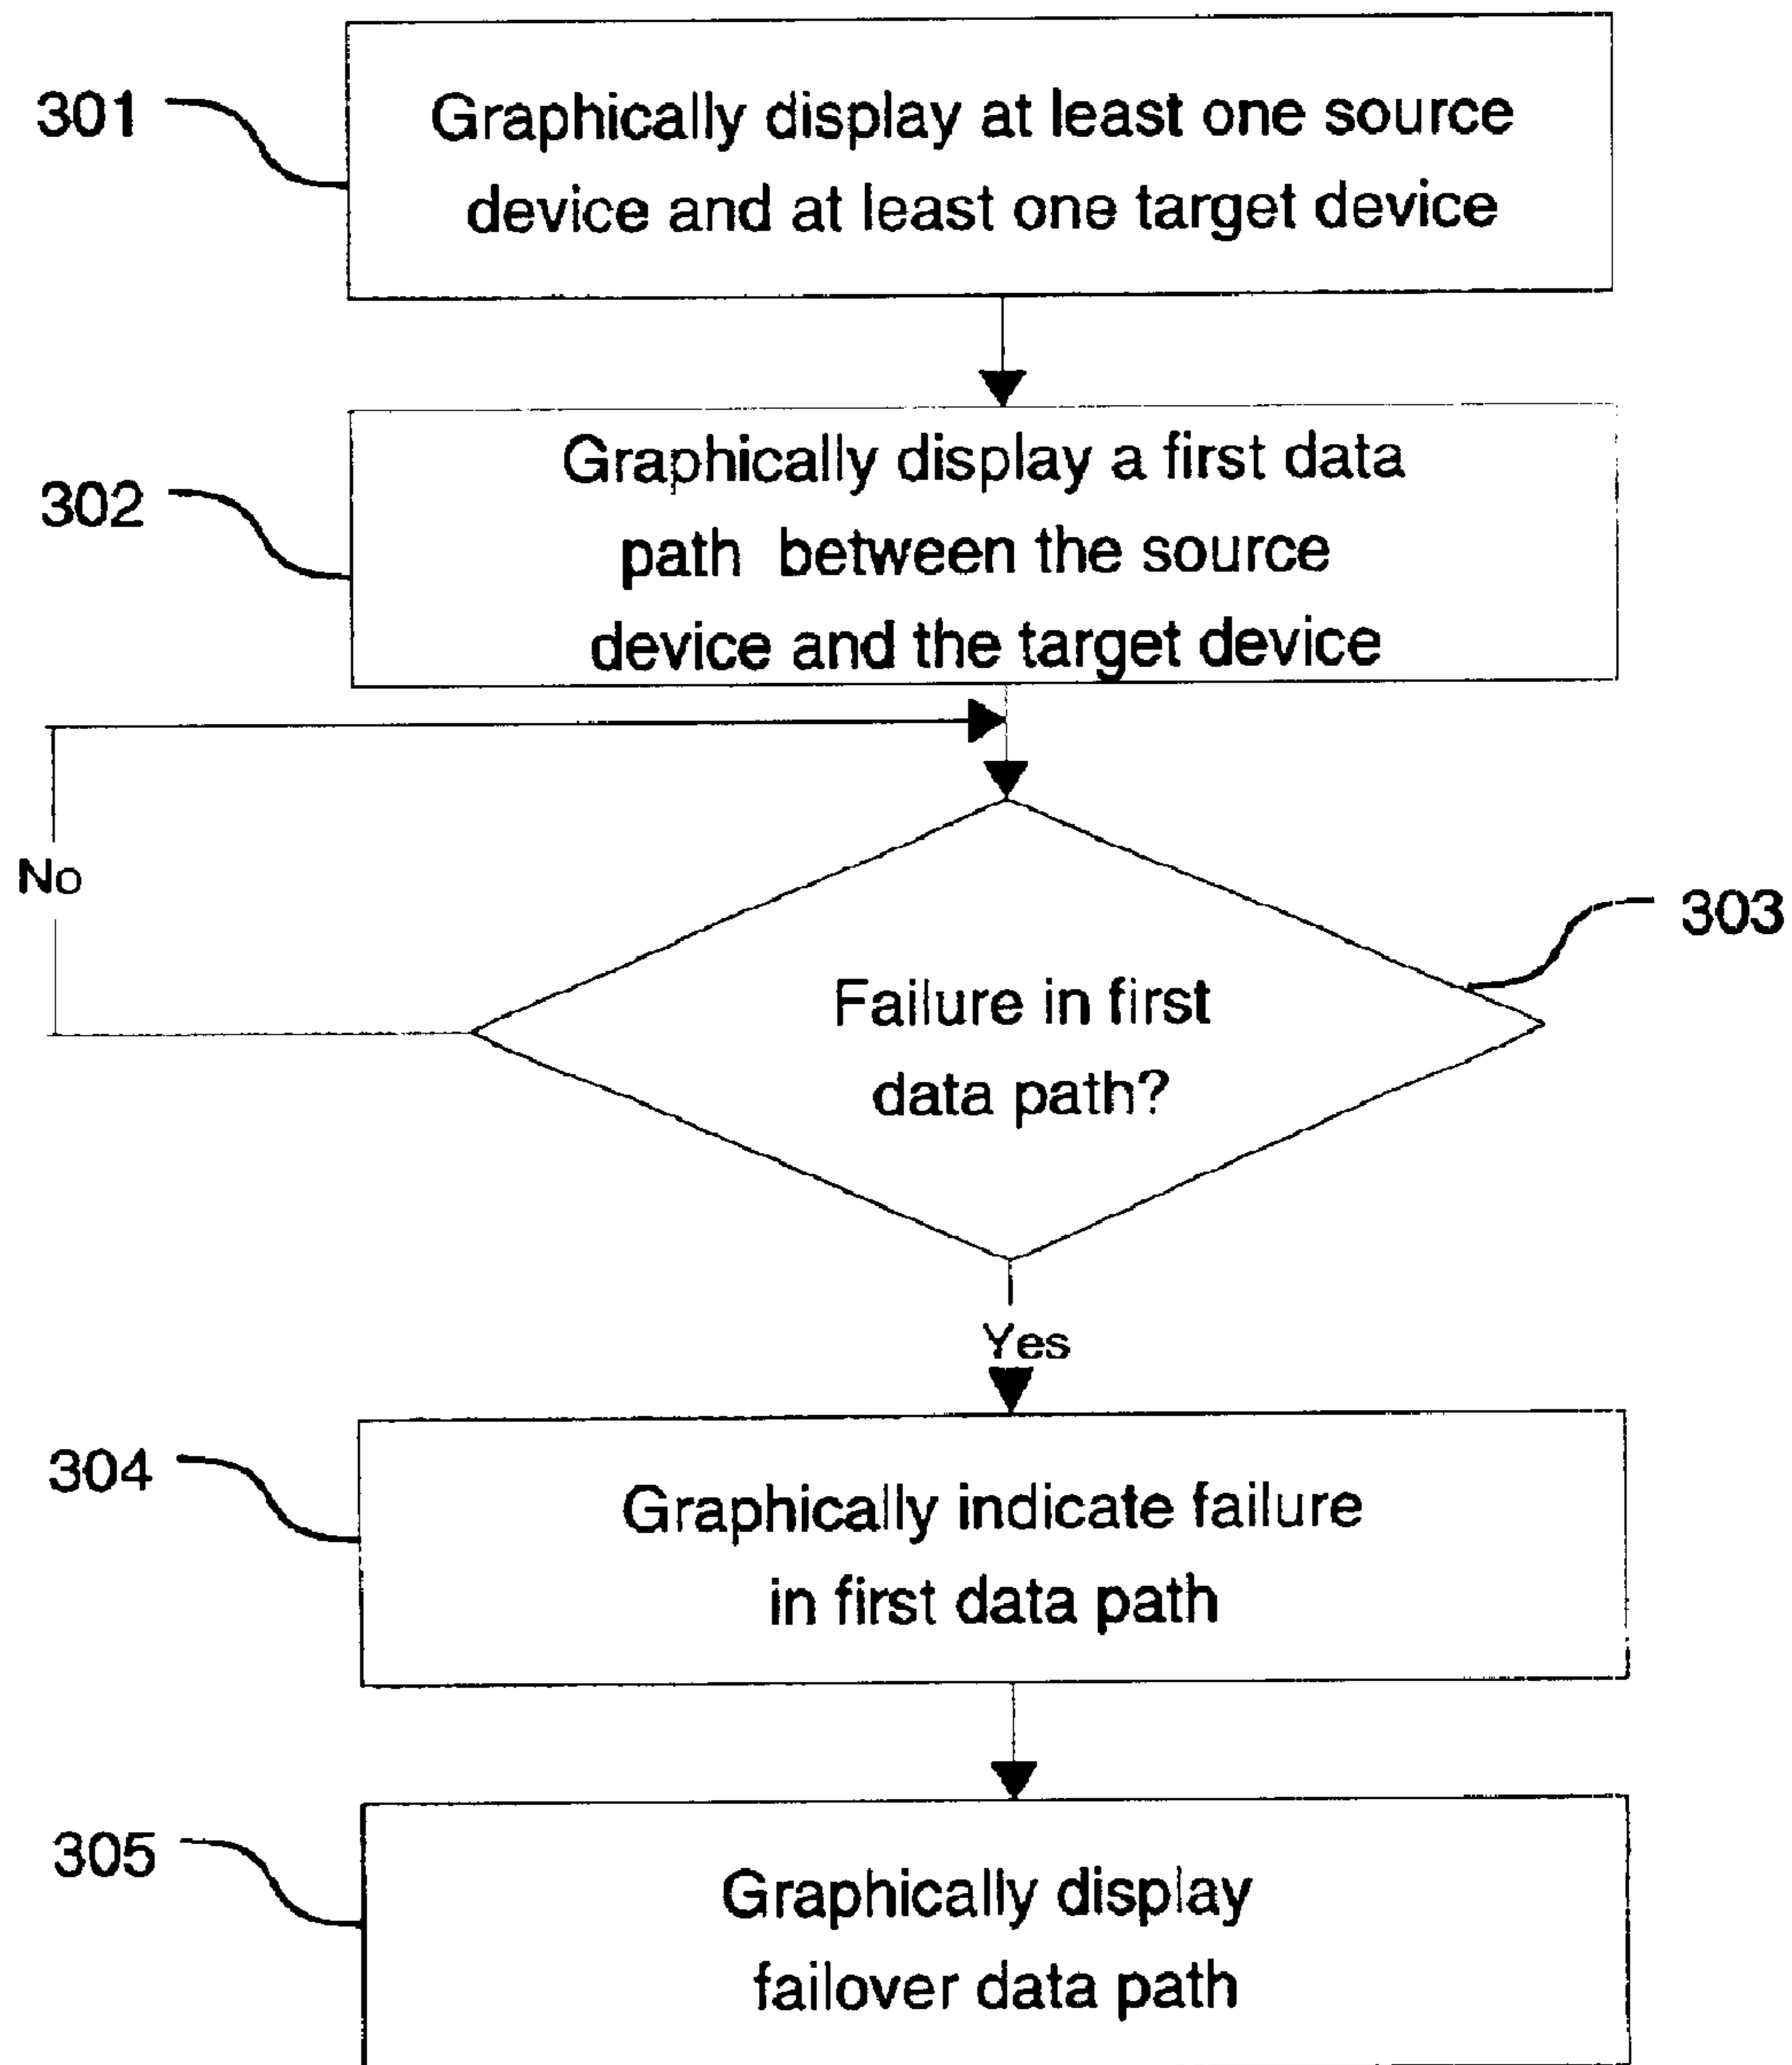 301
Graphically display at least one source
device and at least one target device
302
Graphically display a first data
path between the source
device and the target device
No
303
Failure in first
data path?
Yes
304
Graphically indicate failure
in first data path
305
Graphically display
failover data path